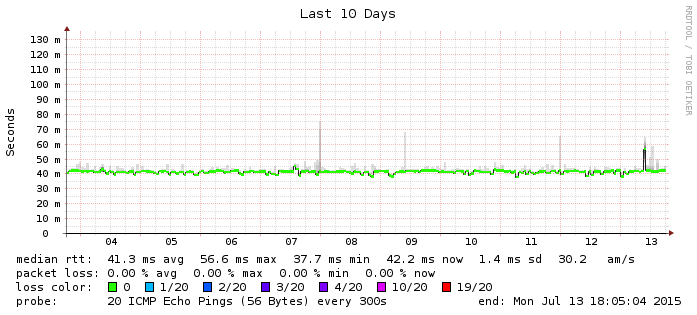 Last 10 Days
RRDTOOL / TOBI OETIKER
Seconds
130 m
120 m
110 m
100 m
90 m
80 m
70 m
60 m
50 m
40 m
30 m
20 m
10 m
0
04 05 06 07 08 09 10 11 12 13
median rtt: 41.3 ms avg 56.6 ms max 37.7 ms min 42.2 ms now 1.4 ms sd 30.2 am/s
packet loss: 0.00 % avg 0.00 % max 0.00 % min 0.00 % now
loss color: 0 1/20 2/20 3/20 4/20 10/20 19/20
probe: 20 ICMP Echo Pings (56 Bytes) every 300s end: Mon Jul 13 18:05:04 2015